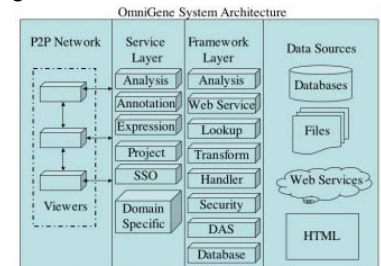 OmniGene System Architecture
P2P Network
Viewers
Service
Layer
Analysis
Annotation
Expression
Project
SSO
Domain
Specific
Framework
Layer
Analysis
Web Service
Lookup
Transform
Handler
Security
DAS
Database
Data Sources
Databases
Files
Web Services
HTML